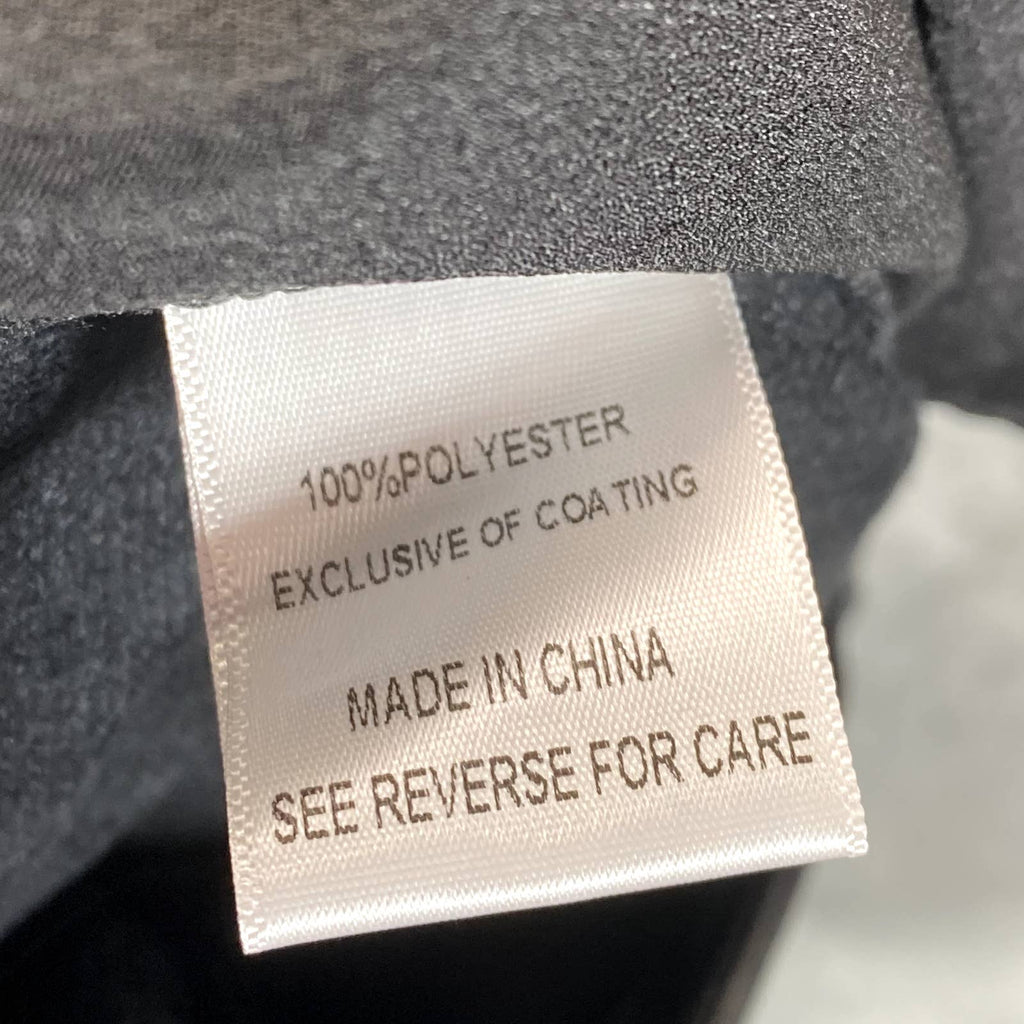 100%POLYESTER
EXCLUSIVE OF COATING
MADE IN CHINA
SEE REVERSE FOR CARE